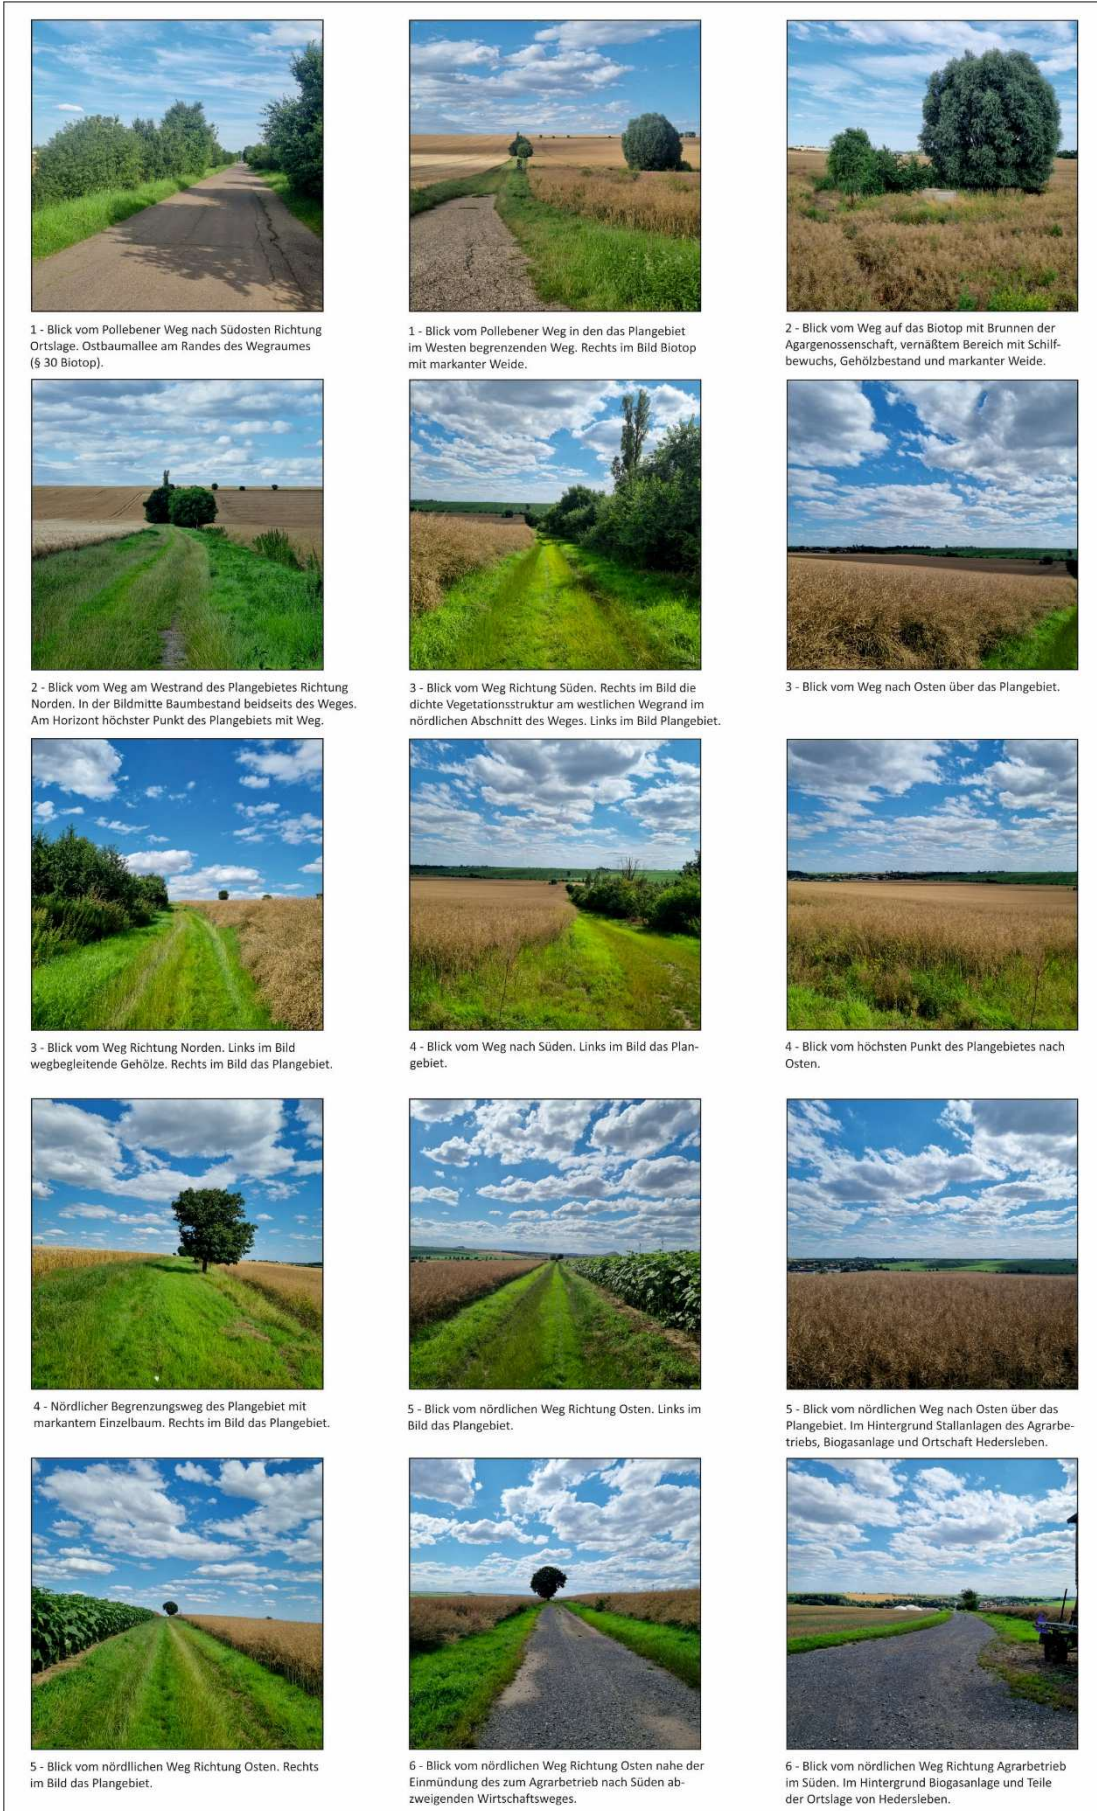 1 - Blick vom Pollebener Weg nach Südosten Richtung
Ortslage. Ostbaumallee am Randes des Wegraumes
(§ 30 Biotop).
1 - Blick vom Pollebener Weg in den das Plangebiet
im Westen begrenzenden Weg. Rechts im Bild Biotop
mit markanter Weide.
2 - Blick vom Weg auf das Biotop mit Brunnen der
Agargenossenschaft, vernäßtem Bereich mit Schilf-
bewuchs, Gehölzbestand und markanter Weide.
2 - Blick vom Weg am Westrand des Plangebietes Richtung
Norden. In der Bildmitte Baumbestand beidseits des Weges.
Am Horizont höchster Punkt des Plangebiets mit Weg.
3 - Blick vom Weg Richtung Süden. Rechts im Bild die
dichte Vegetationsstruktur am westlichen Wegrand im
nördlichen Abschnitt des Weges. Links im Bild Plangebiet.
3 - Blick vom Weg nach Osten über das Plangebiet.
3 - Blick vom Weg Richtung Norden. Links im Bild
wegbegleitende Gehölze. Rechts im Bild das Plangebiet.
4 - Blick vom Weg nach Süden. Links im Bild das Plan-
gebiet.
4 - Blick vom höchsten Punkt des Plangebietes nach
Osten.
4 - Nördlicher Begrenzungsweg des Plangebiet mit
markantem Einzelbaum. Rechts im Bild das Plangebiet.
5 - Blick vom nördlichen Weg Richtung Osten. Links im
Bild das Plangebiet.
5 - Blick vom nördlichen Weg nach Osten über das
Plangebiet. Im Hintergrund Stallanlagen des Agrarbe-
triebs, Biogasanlage und Ortschaft Hedersleben.
5 - Blick vom nördllichen Weg Richtung Osten. Rechts
im Bild das Plangebiet.
6 - Blick vom nördlichen Weg Richtung Osten nahe der
Einmündung des zum Agrarbetrieb nach Süden ab-
zweigenden Wirtschaftsweges.
6 - Blick vom nördlichen Weg Richtung Agrarbetrieb
im Süden. Im Hintergrund Biogasanlage und Teile
der Ortslage von Hedersleben.